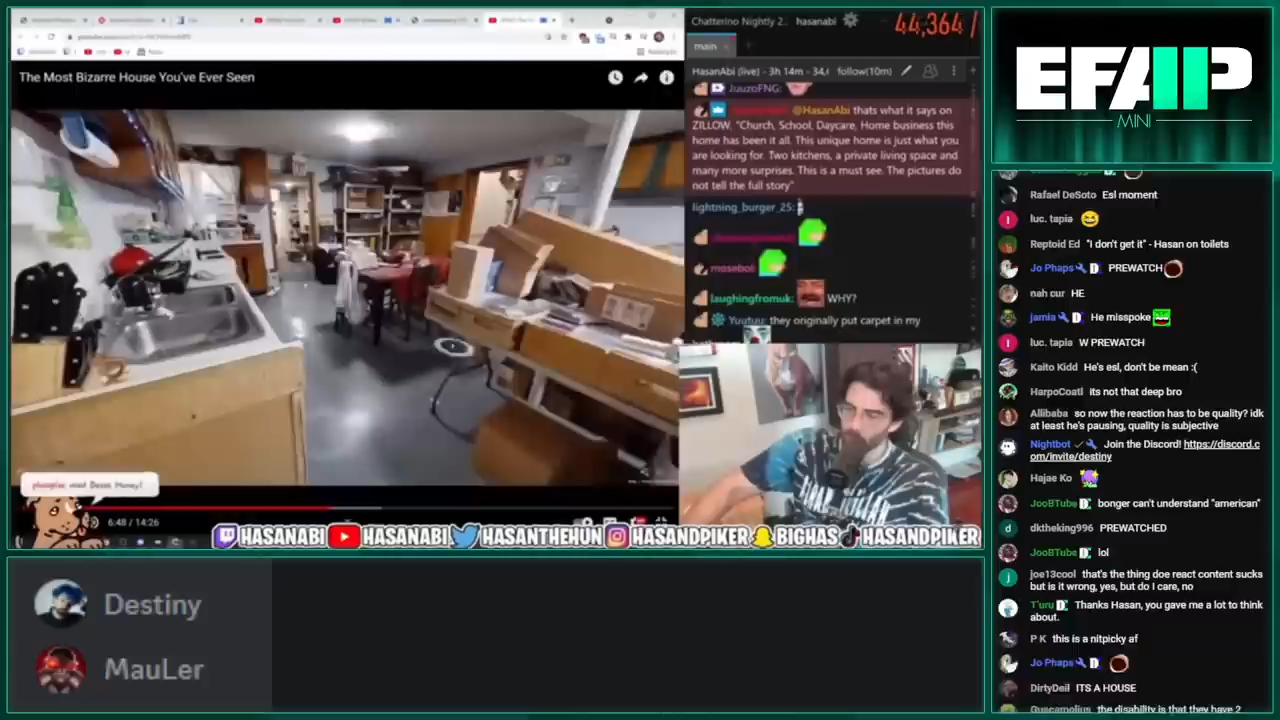 The Most Bizarre House You've Ever Seen
6:48 / 14:26
Chatterino Nightly 2..
hasanabi
44,364 /
main
HasanAbi (live) - 3h 14m - 34,(
follow(10m)
JuuzoFNG:
@HasanAbi thats what it says on
ZILLOW, "Church, School, Daycare, Home business this
home has been it all. This unique home is just what you
are looking for. Two kitchens, a private living space and
many more surprises. This is a must see. The pictures do
not tell the full story"
lightning_burger_25:
mosebol:
laughingfromuk: WHY?
Yuutuu: they originally put carpet in my
HASANABI
HASANABI
HASANTHEHUN
HASANDPIKER
BIGHAS
HASANDPIKER
Destiny
MauLer
EFAP
MINI
Rafael DeSoto Esl moment
luc. tapia
Reptoid Ed "I don't get it" - Hasan on toilets
Jo Phaps PREWATCH
nah cur HE
jamia He misspoke
luc. tapia W PREWATCH
Kaito Kidd He's esl, don't be mean :(
HarpoCoatl its not that deep bro
Allibaba so now the reaction has to be quality? idk
at least he's pausing, quality is subjective
Nightbot Join the Discord! https://discord.c
om/invite/destiny
Hajae Ko
JooBTube bonger can't understand "american"
dktheking996 PREWATCHED
JooBTube lol
joe13cool that's the thing doe react content sucks
but is it wrong, yes, but do I care, no
T'uru Thanks Hasan, you gave me a lot to think
about.
P K this is a nitpicky af
Jo Phaps
DirtyDeil ITS A HOUSE
Guacamolius the disability is that they have 2